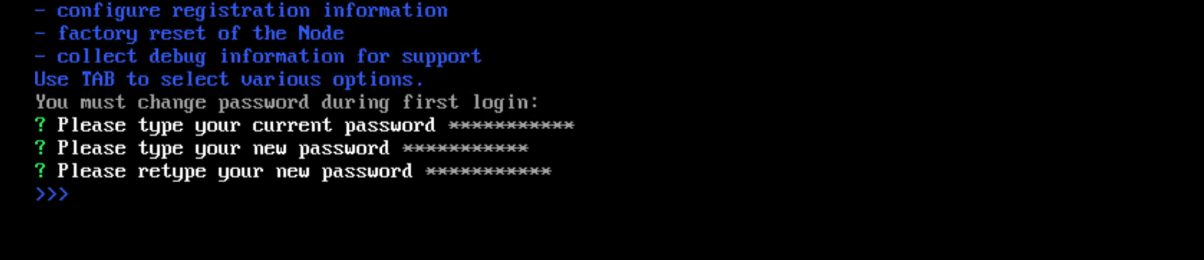 - configure registration information
- factory reset of the Node
- collect debug information for support
Use TAB to select various options.
You must change password during first login:
? Please type your current password ***********
? Please type your new password ***********
? Please retype your new password ***********
>>>